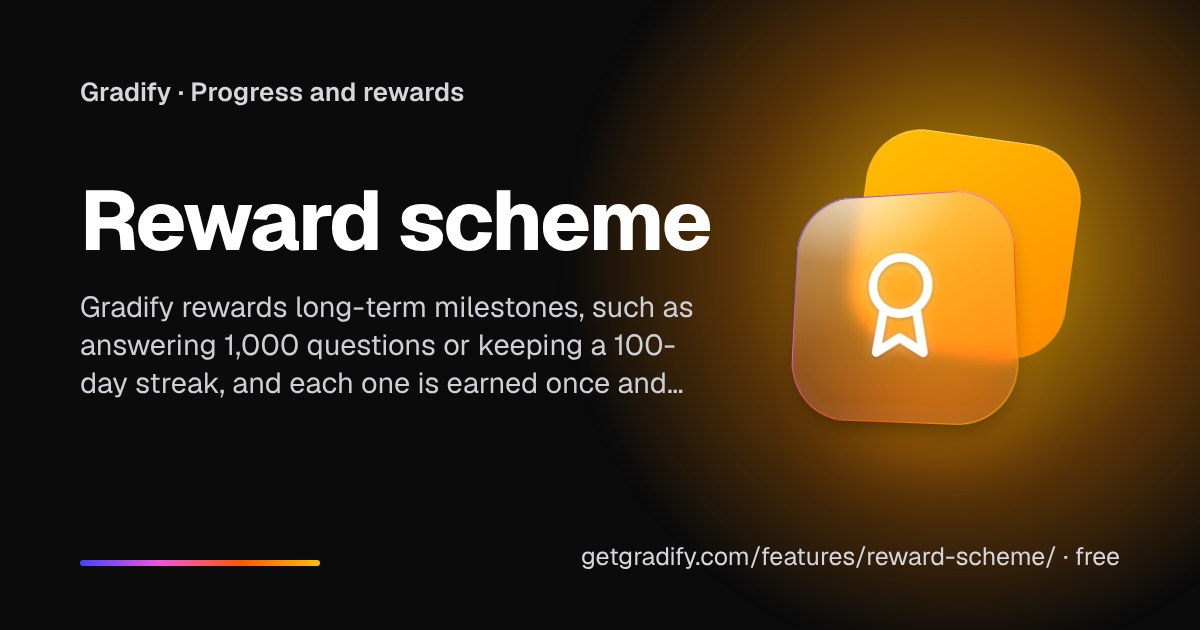 Gradify · Progress and rewards
Reward scheme
Gradify rewards long-term milestones, such as
answering 1,000 questions or keeping a 100-
day streak, and each one is earned once and…
getgradify.com/features/reward-scheme/ · free